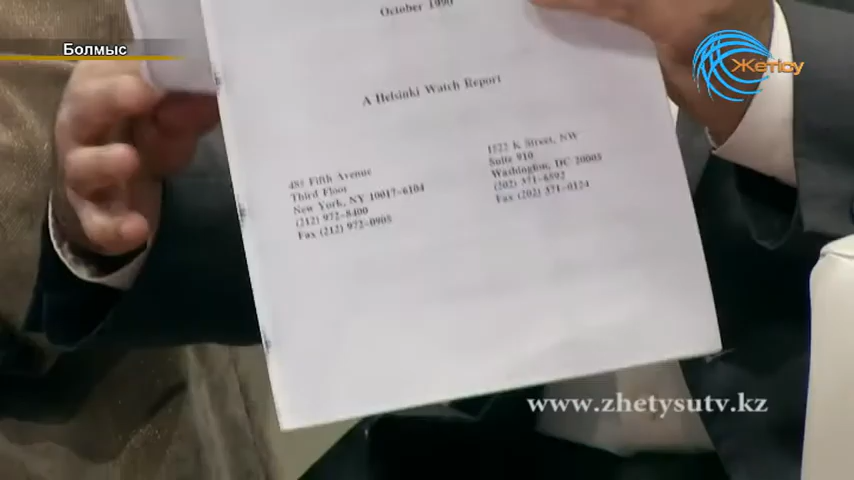 Болмыс
Жетісу
October 1990
A Helsinki Watch Report
485 Fifth Avenue
Third Floor
New York, NY 10017-6104
(212) 972-8400
Fax (212) 972-0905
1522 K Street, NW
Suite 910
Washington, DC 20005
(202) 371-6592
Fax (202) 371-0124
www.zhetysutv.kz